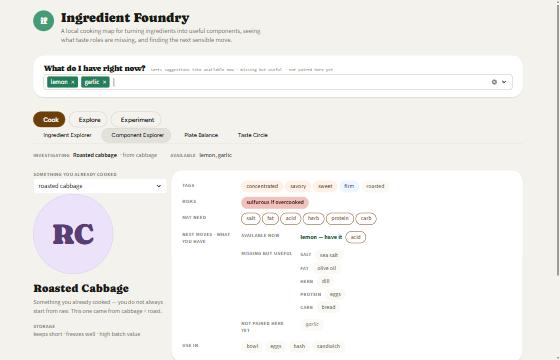 If
Ingredient Foundry
A local cooking map for turning ingredients into useful components, seeing
what taste roles are missing, and finding the next sensible move.
What do I have right now?
lemon ×
garlic ×
Cook
Explore
Experiment
Ingredient Explorer
Component Explorer
Plate Balance
Taste Circle
INVESTIGATING Roasted cabbage · from cabbage
AVAILABLE lemon, garlic
SOMETHING YOU ALREADY COOKED
roasted cabbage
RC
Roasted Cabbage
Something you already cooked — you do not always
start from raw. This one came from cabbage + roast.
STORAGE
keeps short · freezes well · high batch value
TAGS
concentrated savory sweet firm roasted
RISKS
sulfurous if overcooked
MAY NEED
salt fat acid herb protein carb
NEXT MOVES · WHAT
YOU HAVE
AVAILABLE NOW
lemon — have it acid
MISSING BUT USEFUL
SALT sea salt
FAT olive oil
HERB dill
PROTEIN eggs
CARB bread
NOT PAIRED HERE
YET
garlic
USE IN
bowl eggs hash sandwich